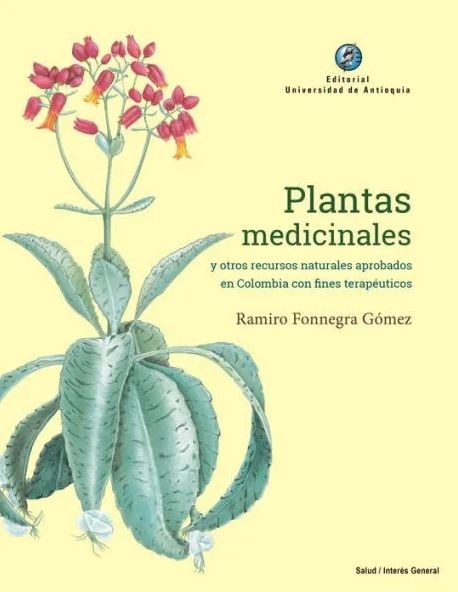 Editorial
Universidad de Antioquia
Plantas
medicinales
y otros recursos naturales aprobados
en Colombia con fines terapéuticos
Ramiro Fonnegra Gómez
Salud / Interés General